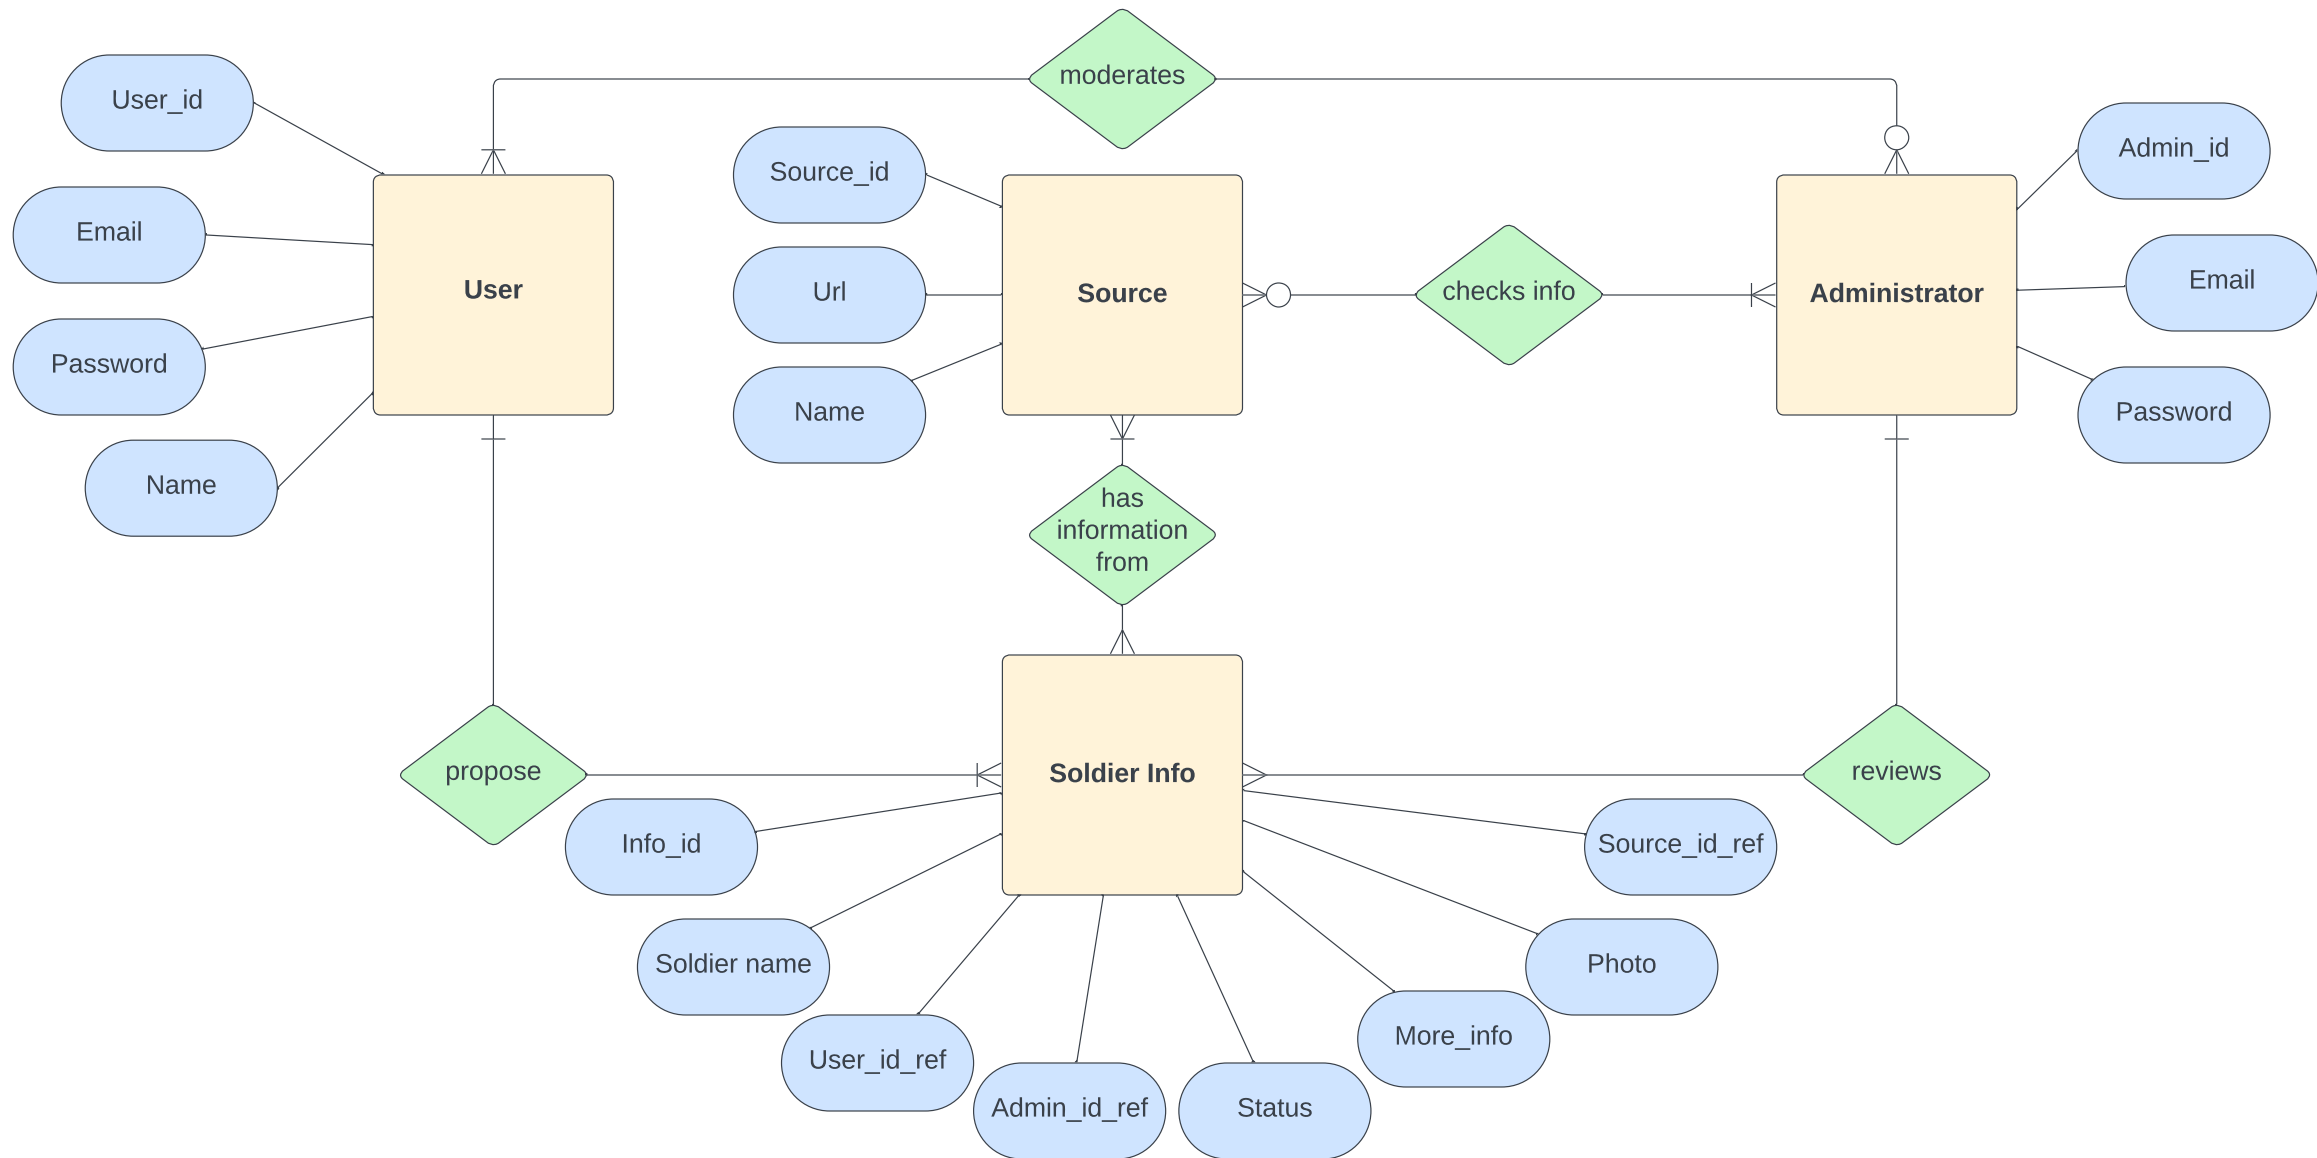 moderates
User_id
Email
Password
Name
User
Source_id
Url
Name
Source
checks info
Administrator
Admin_id
Email
Password
has
information
from
propose
Soldier Info
reviews
Info_id
Soldier name
User_id_ref
Admin_id_ref
Status
More_info
Photo
Source_id_ref